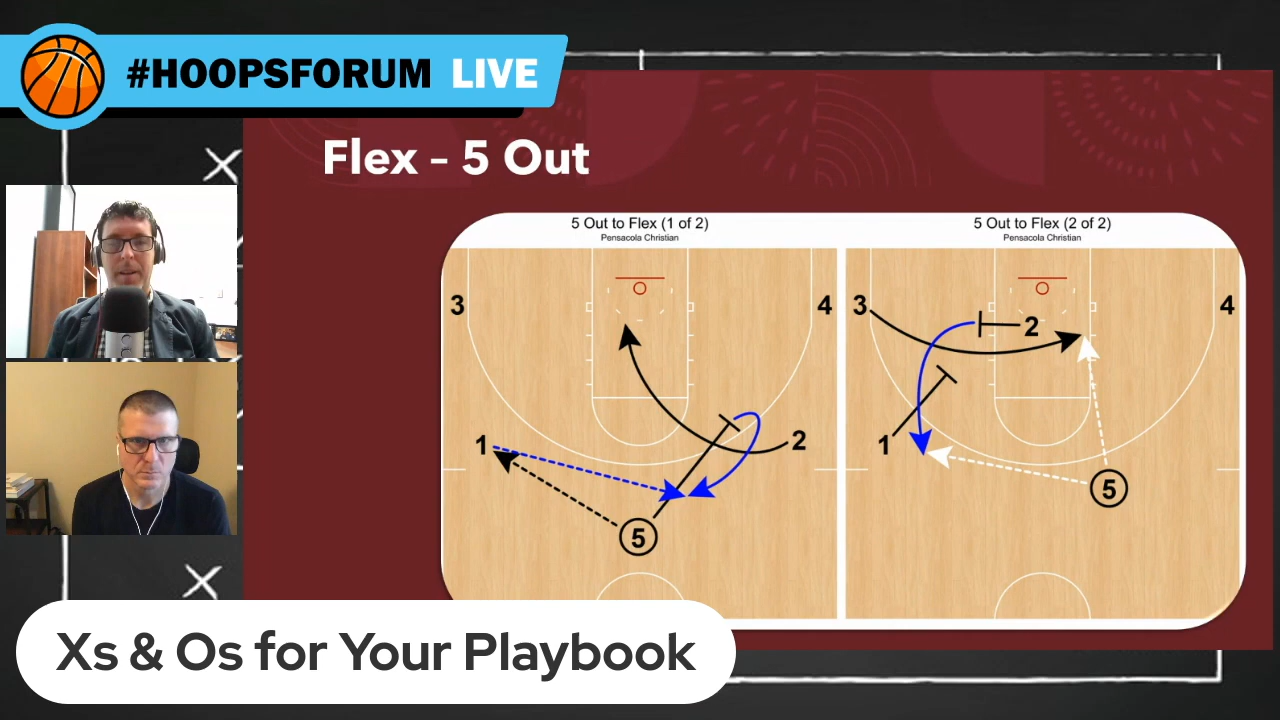 #HOOPSFORUM LIVE
Flex - 5 Out
5 Out to Flex (1 of 2)
Pensacola Christian
3
4
1
2
5
5 Out to Flex (2 of 2)
Pensacola Christian
3
2
4
1
5
Xs & Os for Your Playbook